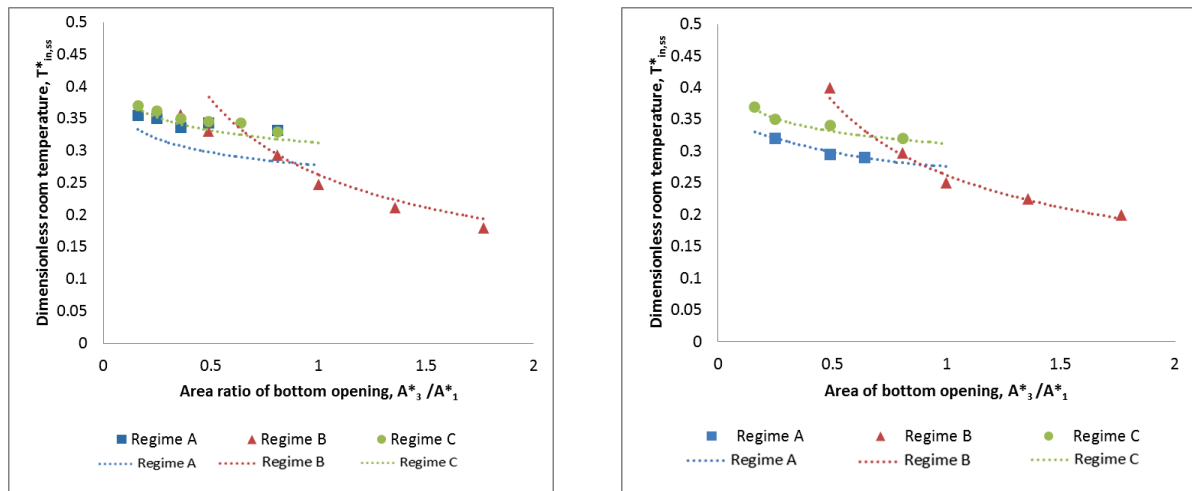 Dimensionless room temperature, T*in,ss
0.5
0.45
0.4
0.35
0.3
0.25
0.2
0.15
0.1
0.05
0
0 0.5 1 1.5 2
Area ratio of bottom opening, A*3 /A*1
Regime A Regime B Regime C
Regime A Regime B Regime C
Dimensionless room temperature, T*in,ss
0.5
0.45
0.4
0.35
0.3
0.25
0.2
0.15
0.1
0.05
0
0 0.5 1 1.5 2
Area of bottom opening, A*3 /A*1
Regime A Regime B Regime C
Regime A Regime B Regime C